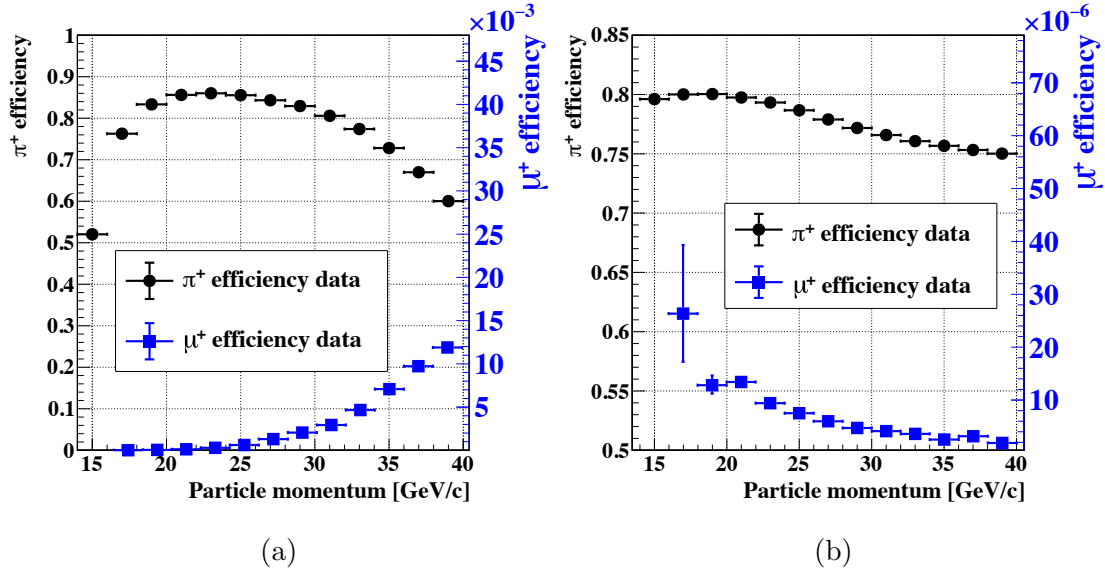 ×10⁻³
π⁺ efficiency
1
0.9
0.8
0.7
0.6
0.5
0.4
0.3
0.2
0.1
0
45
40
35
30
25
20
15
10
5
μ⁺ efficiency
π⁺ efficiency data
μ⁺ efficiency data
15 20 25 30 35 40
Particle momentum [GeV/c]
(a)
×10⁻⁶
π⁺ efficiency
0.85
0.8
0.75
0.7
0.65
0.6
0.55
0.5
70
60
50
40
30
20
10
μ⁺ efficiency
π⁺ efficiency data
μ⁺ efficiency data
15 20 25 30 35 40
Particle momentum [GeV/c]
(b)